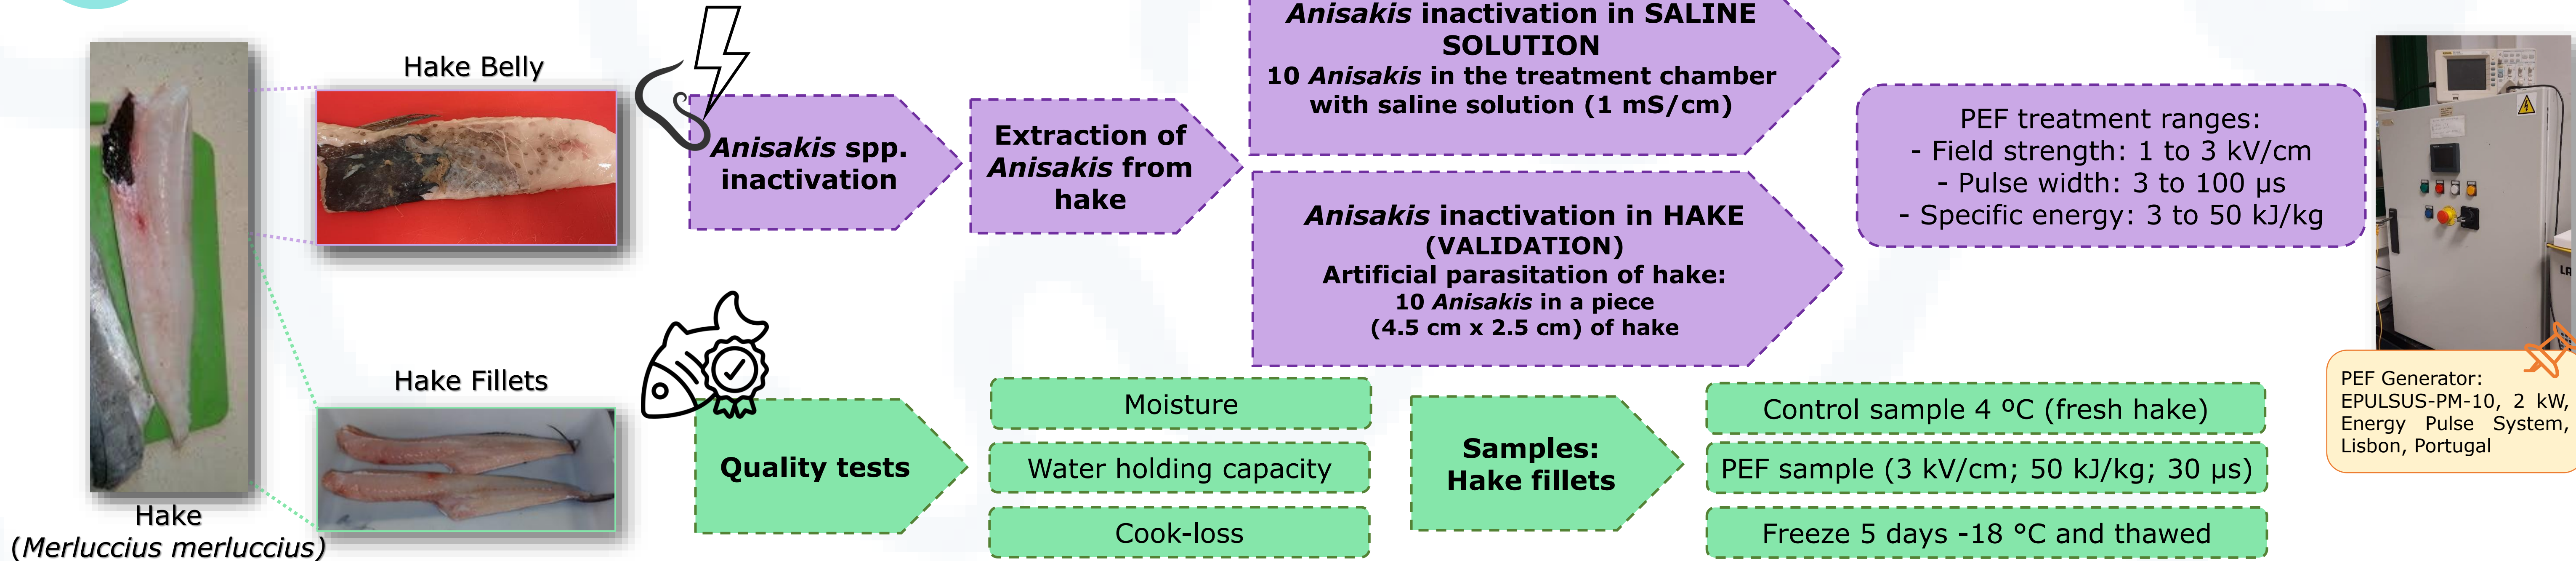 Hake
(Merluccius merluccius)
Hake Belly
Hake Fillets
Anisakis spp.
inactivation
Extraction of
Anisakis from
hake
Anisakis inactivation in SALINE
SOLUTION
10 Anisakis in the treatment chamber
with saline solution (1 mS/cm)
Anisakis inactivation in HAKE
(VALIDATION)
Artificial parasitation of hake:
10 Anisakis in a piece
(4.5 cm x 2.5 cm) of hake
PEF treatment ranges:
- Field strength: 1 to 3 kV/cm
- Pulse width: 3 to 100 µs
- Specific energy: 3 to 50 kJ/kg
PEF Generator:
EPULSUS-PM-10, 2 kW,
Energy Pulse System,
Lisbon, Portugal
Quality tests
Moisture
Water holding capacity
Cook-loss
Samples:
Hake fillets
Control sample 4 ºC (fresh hake)
PEF sample (3 kV/cm; 50 kJ/kg; 30 µs)
Freeze 5 days -18 °C and thawed